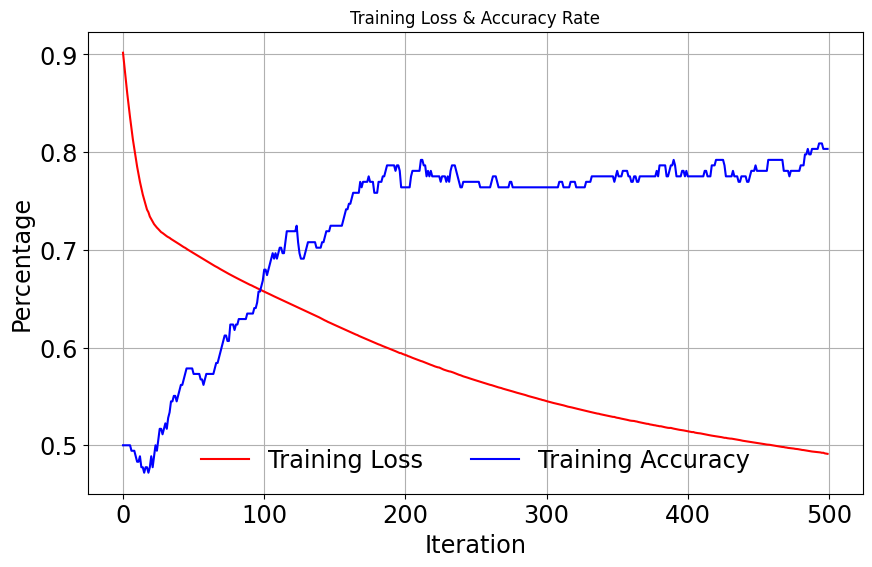 Training Loss & Accuracy Rate
0.9
0.8
0.7
0.6
0.5
Percentage
Training Loss Training Accuracy
0 100 200 300 400 500
Iteration